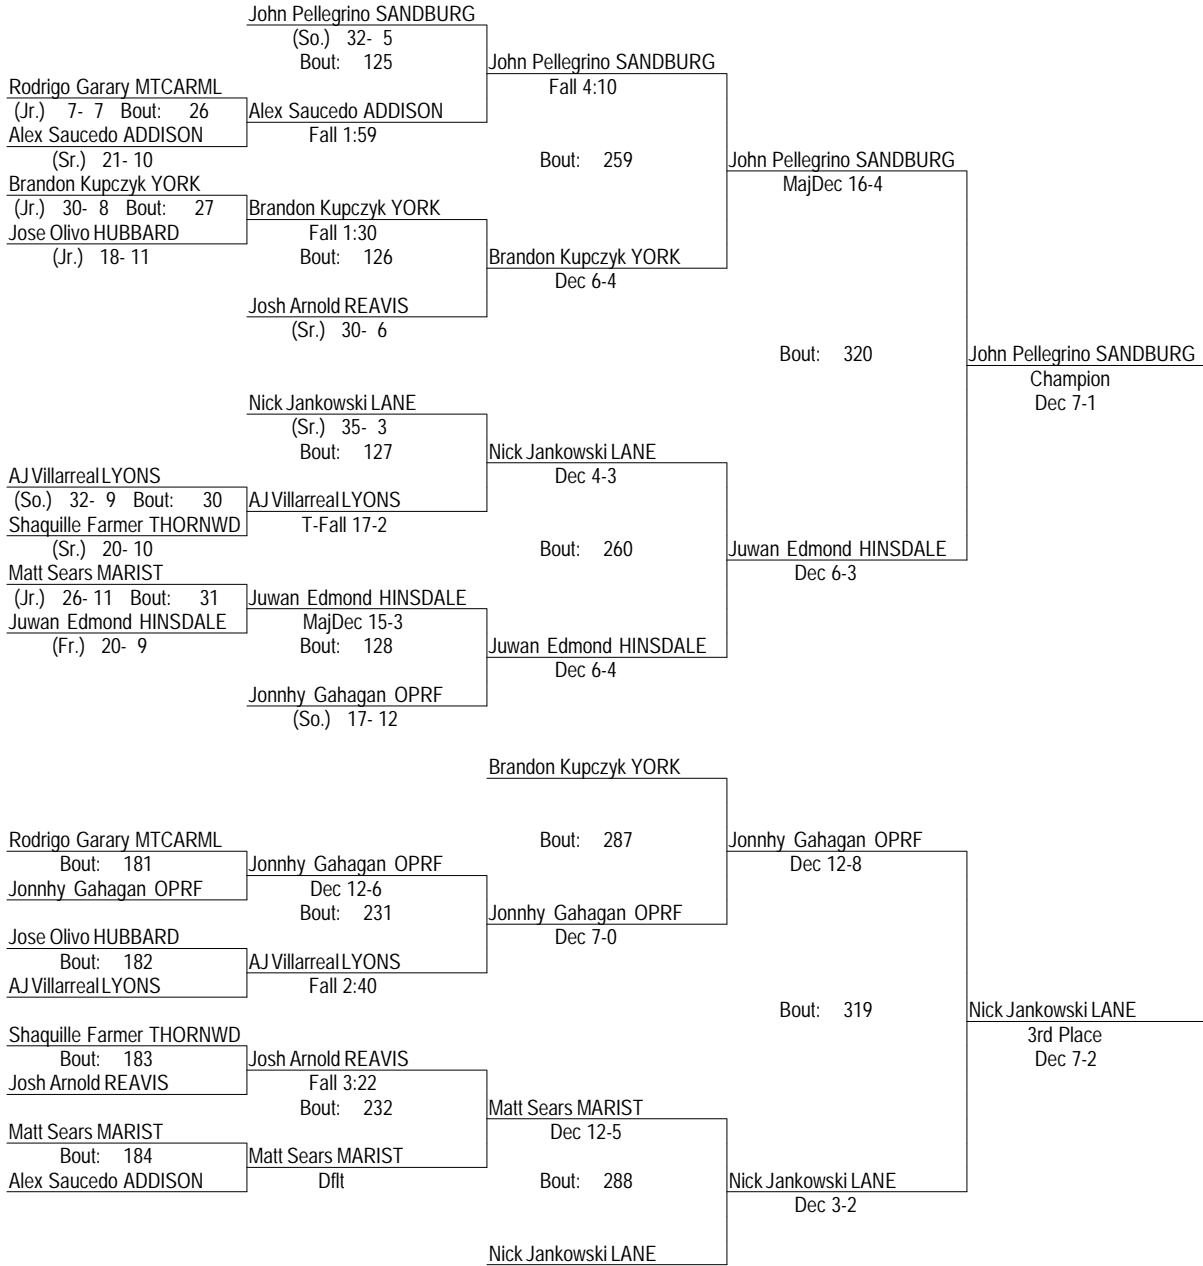 John Pellegrino SANDBURG
(So.) 32- 5
Bout: 125
John Pellegrino SANDBURG
Fall 4:10
Rodrigo Garary MTCARML
(Jr.) 7- 7 Bout: 26
Alex Saucedo ADDISON
Alex Saucedo ADDISON
Fall 1:59
(Sr.) 21- 10
Bout: 259
John Pellegrino SANDBURG
MajDec 16-4
Brandon Kupczyk YORK
(Jr.) 30- 8 Bout: 27
Brandon Kupczyk YORK
Jose Olivo HUBBARD
Fall 1:30
(Jr.) 18- 11
Bout: 126
Brandon Kupczyk YORK
Dec 6-4
Josh Arnold REAVIS
(Sr.) 30- 6
Bout: 320
John Pellegrino SANDBURG
Champion
Dec 7-1
Nick Jankowski LANE
(Sr.) 35- 3
Bout: 127
Nick Jankowski LANE
Dec 4-3
AJ Villarreal LYONS
(So.) 32- 9 Bout: 30
AJ Villarreal LYONS
Shaquille Farmer THORNWD
T-Fall 17-2
(Sr.) 20- 10
Bout: 260
Juwan Edmond HINSDALE
Dec 6-3
Matt Sears MARIST
(Jr.) 26- 11 Bout: 31
Juwan Edmond HINSDALE
Juwan Edmond HINSDALE
MajDec 15-3
(Fr.) 20- 9
Bout: 128
Juwan Edmond HINSDALE
Dec 6-4
Jonnhy Gahagan OPRF
(So.) 17- 12
Brandon Kupczyk YORK
Rodrigo Garary MTCARML
Bout: 287
Jonnhy Gahagan OPRF
Dec 12-8
Bout: 181
Jonnhy Gahagan OPRF
Jonnhy Gahagan OPRF
Dec 12-6
Bout: 231
Jonnhy Gahagan OPRF
Dec 7-0
Jose Olivo HUBBARD
Bout: 182
AJ Villarreal LYONS
AJ Villarreal LYONS
Fall 2:40
Bout: 319
Nick Jankowski LANE
3rd Place
Dec 7-2
Shaquille Farmer THORNWD
Bout: 183
Josh Arnold REAVIS
Josh Arnold REAVIS
Fall 3:22
Bout: 232
Matt Sears MARIST
Dec 12-5
Matt Sears MARIST
Bout: 184
Matt Sears MARIST
Alex Saucedo ADDISON
Dflt
Bout: 288
Nick Jankowski LANE
Dec 3-2
Nick Jankowski LANE